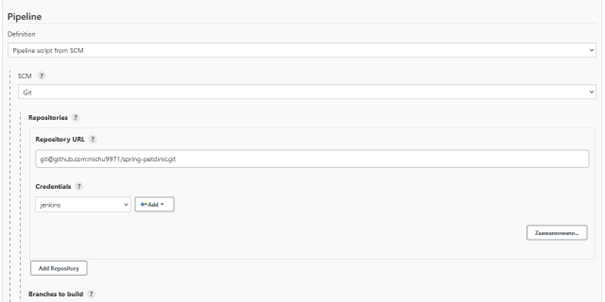 Pipeline
Definition
Pipeline script from SCM
SCM ?
Git
Repositories ?
Repository URL ?
git@github.com:michu9971/spring-petclinic.git
Credentials ?
jenkins
Add
Zaawansowane...
Add Repository
Branches to build ?